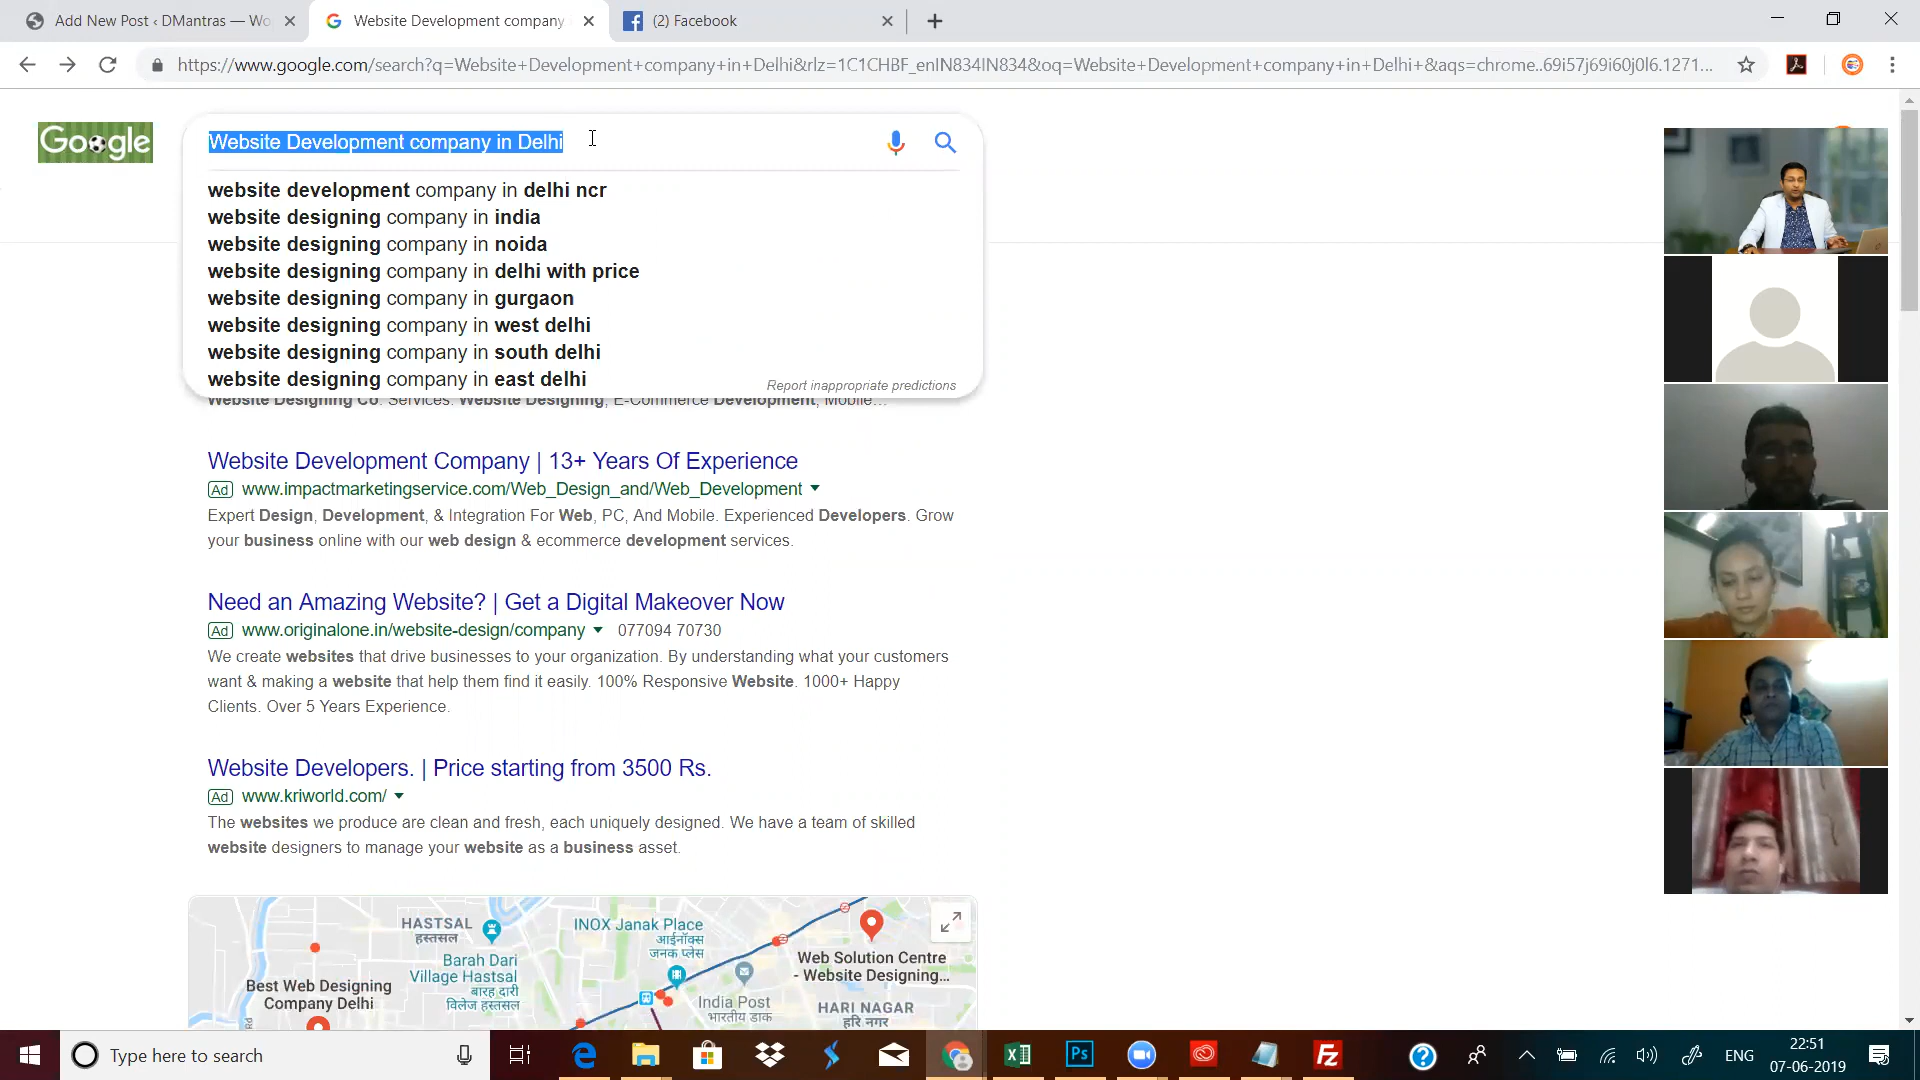 Add New Post ‹ DMantras — Wo
Website Development company
(2) Facebook
https://www.google.com/search?q=Website+Development+company+in+Delhi&rlz=1C1CHBF_enIN834IN834&oq=Website+Development+company+in+Delhi+&aqs=chrome..69i57j69i60j0l6.1271...
Google
Website Development company in Delhi
website development company in delhi ncr
website designing company in india
website designing company in noida
website designing company in delhi with price
website designing company in gurgaon
website designing company in west delhi
website designing company in south delhi
website designing company in east delhi
Report inappropriate predictions
Website Designing Co. Services. Website Designing, E-Commerce Development, Mobile...
Website Development Company | 13+ Years Of Experience
Ad www.impactmarketingservice.com/Web_Design_and/Web_Development
Expert Design, Development, & Integration For Web, PC, And Mobile. Experienced Developers. Grow
your business online with our web design & ecommerce development services.
Need an Amazing Website? | Get a Digital Makeover Now
Ad www.originalone.in/website-design/company 077094 70730
We create websites that drive businesses to your organization. By understanding what your customers
want & making a website that help them find it easily. 100% Responsive Website. 1000+ Happy
Clients. Over 5 Years Experience.
Website Developers. | Price starting from 3500 Rs.
Ad www.kriworld.com/
The websites we produce are clean and fresh, each uniquely designed. We have a team of skilled
website designers to manage your website as a business asset.
HASTSAL
हस्तसाल
INOX Janak Place
आईनॉक्स
जनक प्लेस
Barah Dari
Village Hastsal
बारह दारी
विलेज हस्तसाल
Web Solution Centre
- Website Designing...
Best Web Designing
Company Delhi
India Post
भारतीय डाक
HARI NAGAR
हरि नगर
Rd
Type here to search
Ps
Fz
ENG
22:51
07-06-2019